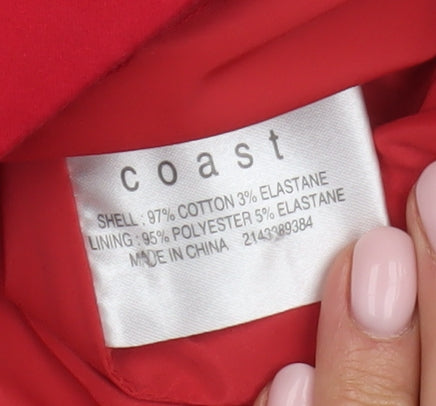 coast
SHELL : 97% COTTON 3% ELASTANE
LINING : 95% POLYESTER 5% ELASTANE
MADE IN CHINA 2143389384